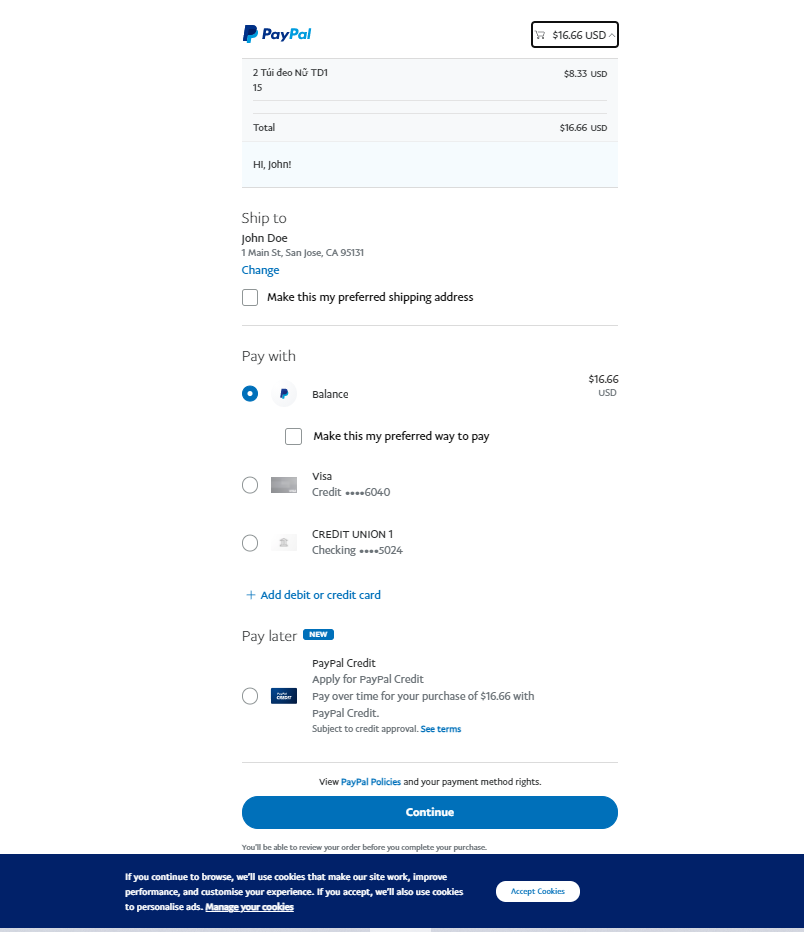 PayPal
$16.66 USD
2 Túi đeo Nữ TD1
$8.33 USD
15
Total
$16.66 USD
Hi, John!
Ship to
John Doe
1 Main St, San Jose, CA 95131
Change
Make this my preferred shipping address
Pay with
$16.66
Balance
USD
Make this my preferred way to pay
Visa
Credit ••••6040
CREDIT UNION 1
Checking ••••5024
+ Add debit or credit card
Pay later NEW
PayPal Credit
Apply for PayPal Credit
Pay over time for your purchase of $16.66 with
PayPal Credit.
Subject to credit approval. See terms
View PayPal Policies and your payment method rights.
Continue
You'll be able to review your order before you complete your purchase.
If you continue to browse, we'll use cookies that make our site work, improve
performance, and customise your experience. If you accept, we'll also use cookies
to personalise ads. Manage your cookies
Accept Cookies